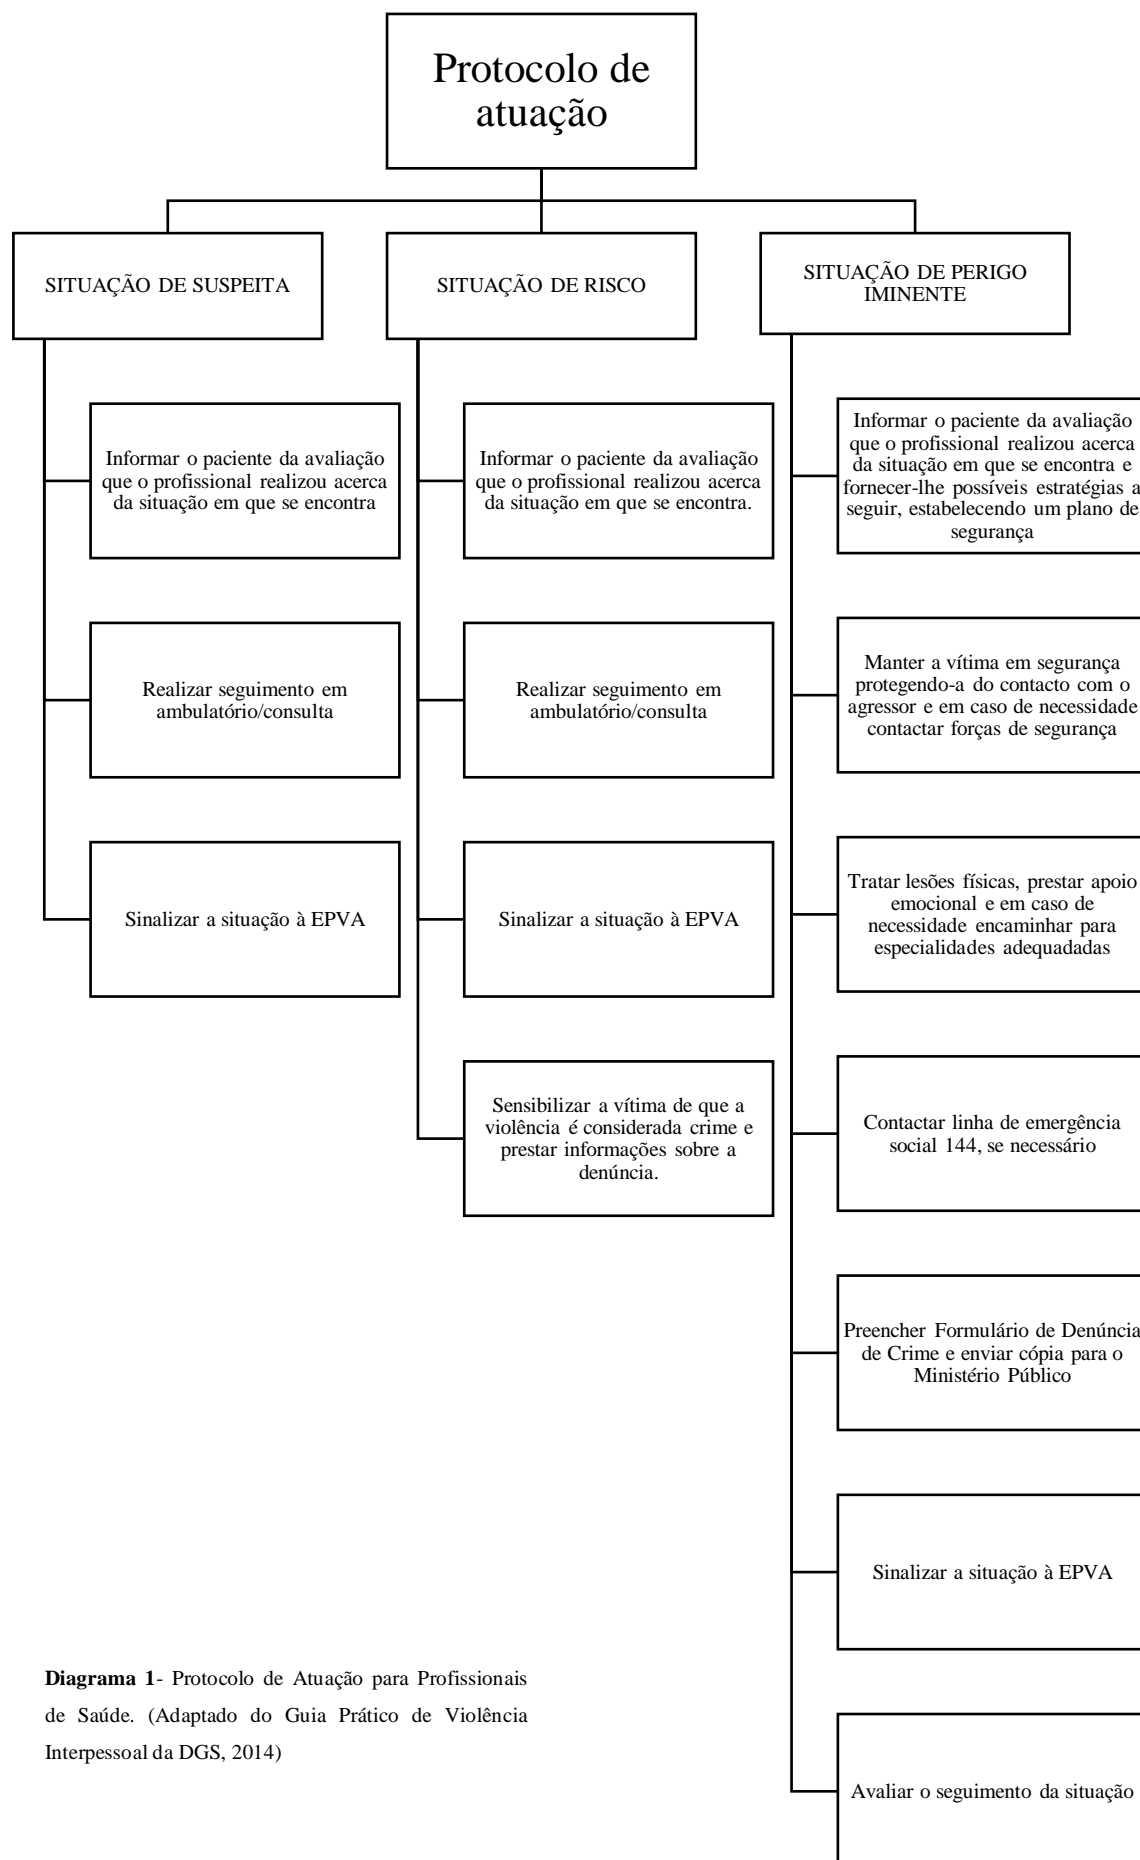 Protocolo de
atuação
SITUAÇÃO DE SUSPEITA
Informar o paciente da avaliação
que o profissional realizou acerca
da situação em que se encontra
Realizar seguimento em
ambulatório/consulta
Sinalizar a situação à EPVA
SITUAÇÃO DE RISCO
Informar o paciente da avaliação
que o profissional realizou acerca
da situação em que se encontra.
Realizar seguimento em
ambulatório/consulta
Sinalizar a situação à EPVA
Sensibilizar a vítima de que a
violência é considerada crime e
prestar informações sobre a
denúncia.
SITUAÇÃO DE PERIGO
IMINENTE
Informar o paciente da avaliação
que o profissional realizou acerca
da situação em que se encontra e
fornecer-lhe possíveis estratégias a
seguir, estabelecendo um plano de
segurança
Manter a vítima em segurança
protegendo-a do contacto com o
agressor e em caso de necessidade
contactar forças de segurança
Tratar lesões físicas, prestar apoio
emocional e em caso de
necessidade encaminhar para
especialidades adequadadas
Contactar linha de emergência
social 144, se necessário
Preencher Formulário de Denúncia
de Crime e enviar cópia para o
Ministério Público
Sinalizar a situação à EPVA
Avaliar o seguimento da situação
Diagrama 1- Protocolo de Atuação para Profissionais
de Saúde. (Adaptado do Guia Prático de Violência
Interpessoal da DGS, 2014)